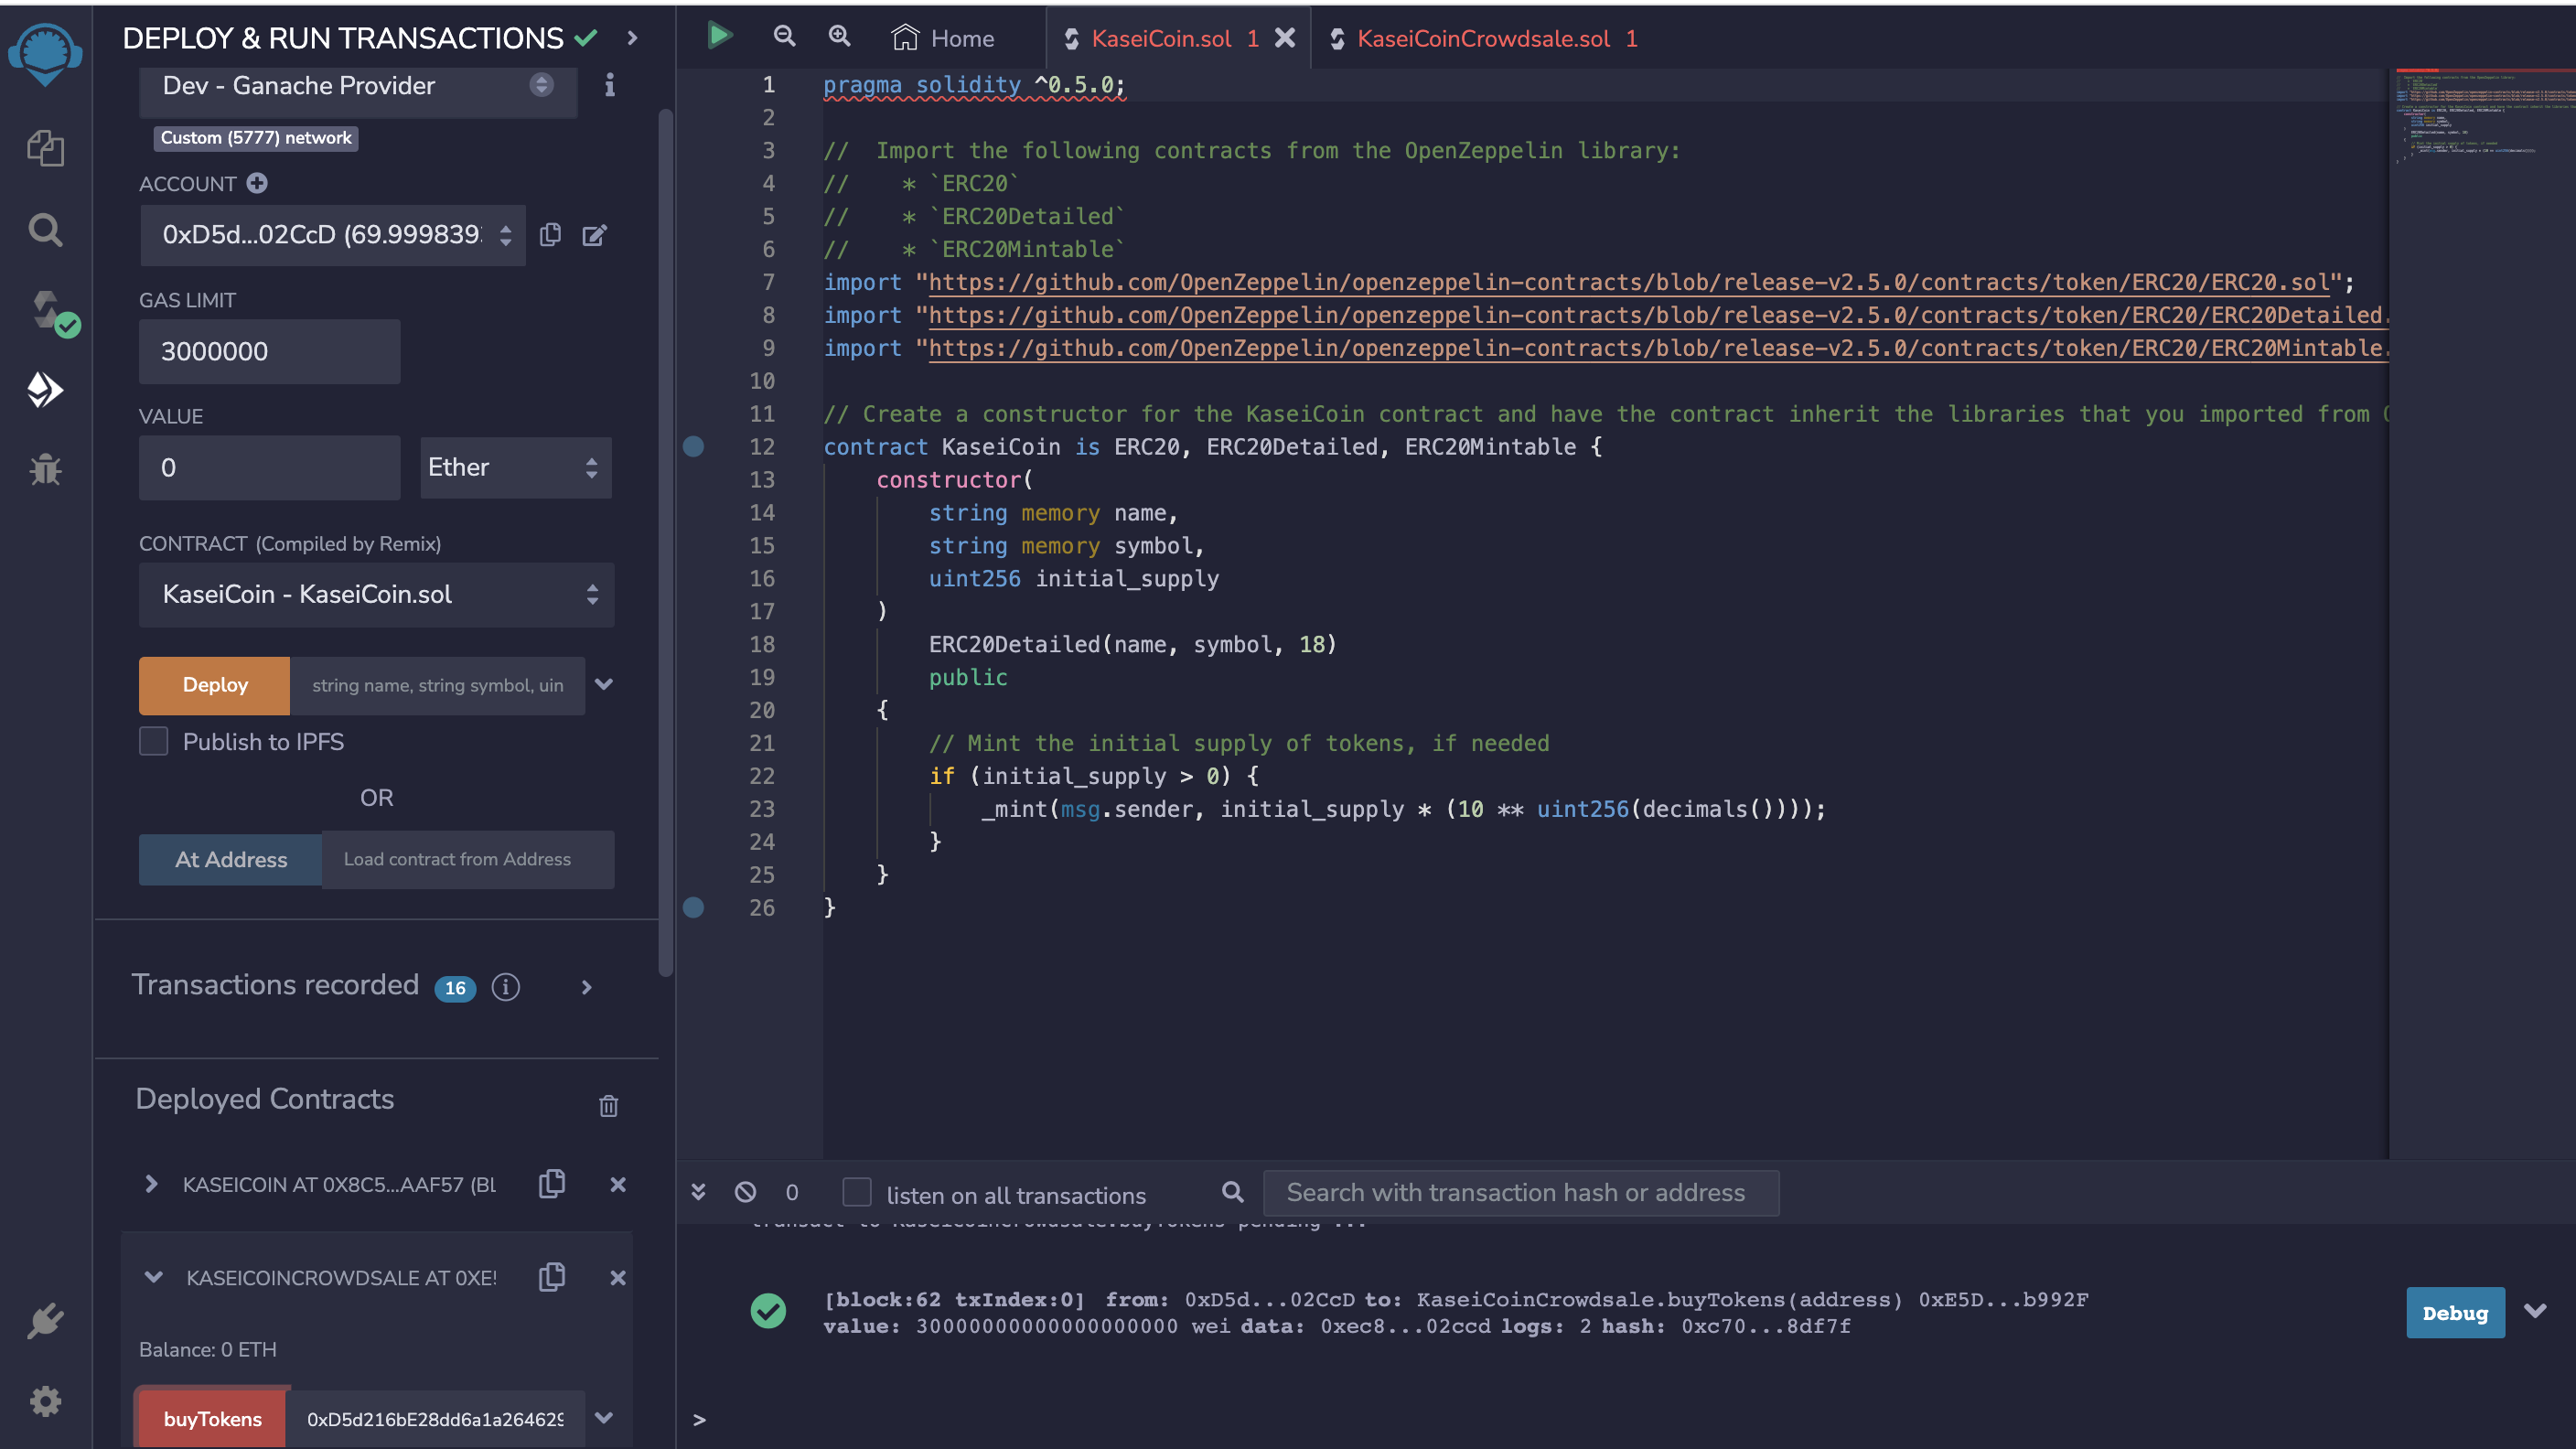 DEPLOY & RUN TRANSACTIONS
Dev - Ganache Provider
Custom (5777) network
ACCOUNT
0xD5d...02CcD (69.999839
GAS LIMIT
3000000
VALUE
0
Ether
CONTRACT (Compiled by Remix)
KaseiCoin - KaseiCoin.sol
Deploy
string name, string symbol, uin
Publish to IPFS
OR
At Address
Load contract from Address
Transactions recorded 16
Deployed Contracts
KASEICOIN AT 0X8C5...AAF57 (BL
KASEICOINCROWDSALE AT 0XE!
Balance: 0 ETH
buyTokens
0xD5d216bE28dd6a1a264629
Home
KaseiCoin.sol 1
KaseiCoinCrowdsale.sol 1
1 pragma solidity ^0.5.0;
2
3 //  Import the following contracts from the OpenZeppelin library:
4 //    * `ERC20`
5 //    * `ERC20Detailed`
6 //    * `ERC20Mintable`
7 import "https://github.com/OpenZeppelin/openzeppelin-contracts/blob/release-v2.5.0/contracts/token/ERC20/ERC20.sol";
8 import "https://github.com/OpenZeppelin/openzeppelin-contracts/blob/release-v2.5.0/contracts/token/ERC20/ERC20Detailed.
9 import "https://github.com/OpenZeppelin/openzeppelin-contracts/blob/release-v2.5.0/contracts/token/ERC20/ERC20Mintable.
10
11 // Create a constructor for the KaseiCoin contract and have the contract inherit the libraries that you imported from
12 contract KaseiCoin is ERC20, ERC20Detailed, ERC20Mintable {
13     constructor(
14         string memory name,
15         string memory symbol,
16         uint256 initial_supply
17     )
18         ERC20Detailed(name, symbol, 18)
19         public
20     {
21         // Mint the initial supply of tokens, if needed
22         if (initial_supply > 0) {
23             _mint(msg.sender, initial_supply * (10 ** uint256(decimals())));
24         }
25     }
26 }
0
listen on all transactions
Search with transaction hash or address
transact to KaseiCoinCrowdsale.buyTokens pending ...
[block:62 txIndex:0] from: 0xD5d...02CcD to: KaseiCoinCrowdsale.buyTokens(address) 0xE5D...b992F
value: 30000000000000000000 wei data: 0xec8...02ccd logs: 2 hash: 0xc70...8df7f
Debug
>